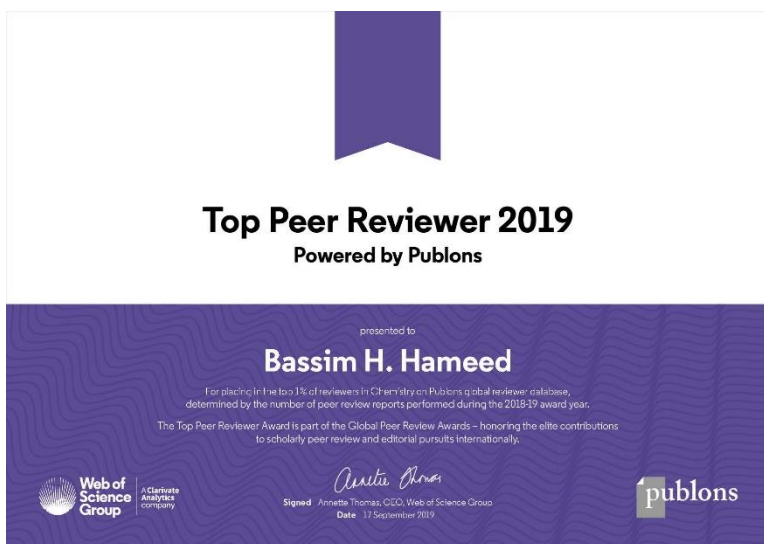 Top Peer Reviewer 2019
Powered by Publons
presented to
Bassim H. Hameed
For placing in the top 1% of reviewers in Chemistry on Publons global reviewer database,
determined by the number of peer review reports performed during the 2018-19 award year.
The Top Peer Reviewer Award is part of the Global Peer Review Awards – honoring the elite contributions
to scholarly peer review and editorial pursuits internationally.
Web of
Science
Group
A Clarivate
Analytics
company
Annette Thomas
Signed Annette Thomas, CEO, Web of Science Group
Date 17 September 2019
publons